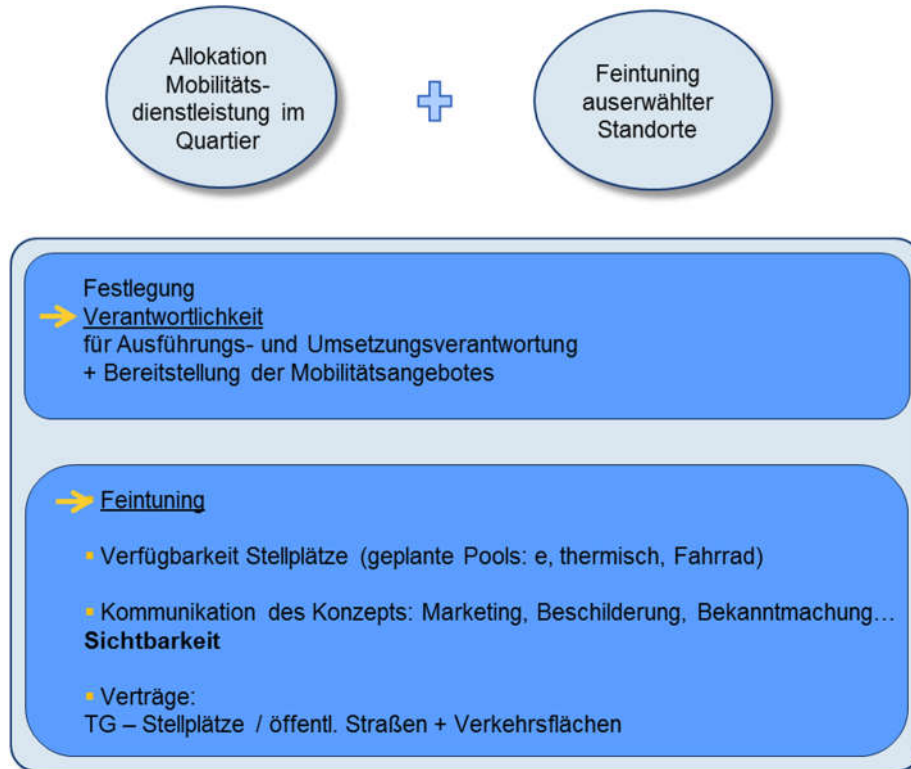 Allokation
Mobilitäts-
dienstleistung im
Quartier
Feintuning
auserwählter
Standorte
Festlegung
Verantwortlichkeit
für Ausführungs- und Umsetzungsverantwortung
+ Bereitstellung der Mobilitätsangebotes
Feintuning
▪ Verfügbarkeit Stellplätze (geplante Pools: e, thermisch, Fahrrad)
▪ Kommunikation des Konzepts: Marketing, Beschilderung, Bekanntmachung…
Sichtbarkeit
▪ Verträge:
TG – Stellplätze / öffentl. Straßen + Verkehrsflächen